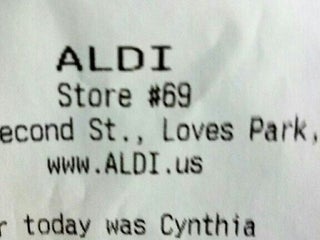 ALDI
Store #69
econd St., Loves Park,
www.ALDI.us
r today was Cynthia